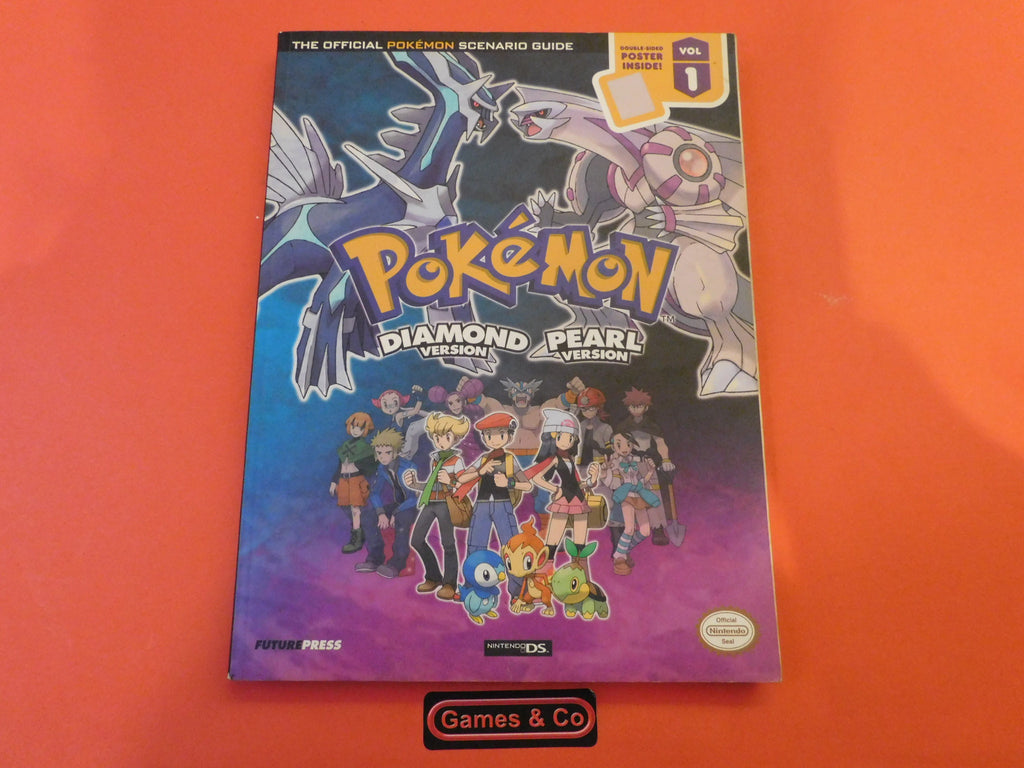 THE OFFICIAL POKÉMON SCENARIO GUIDE
DOUBLE-SIDED
POSTER
INSIDE!
VOL
1
POKéMON
TM
DIAMOND
VERSION
PEARL
VERSION
FUTUREPRESS
NINTENDO DS
TM
Official
Nintendo
Seal
Games & Co